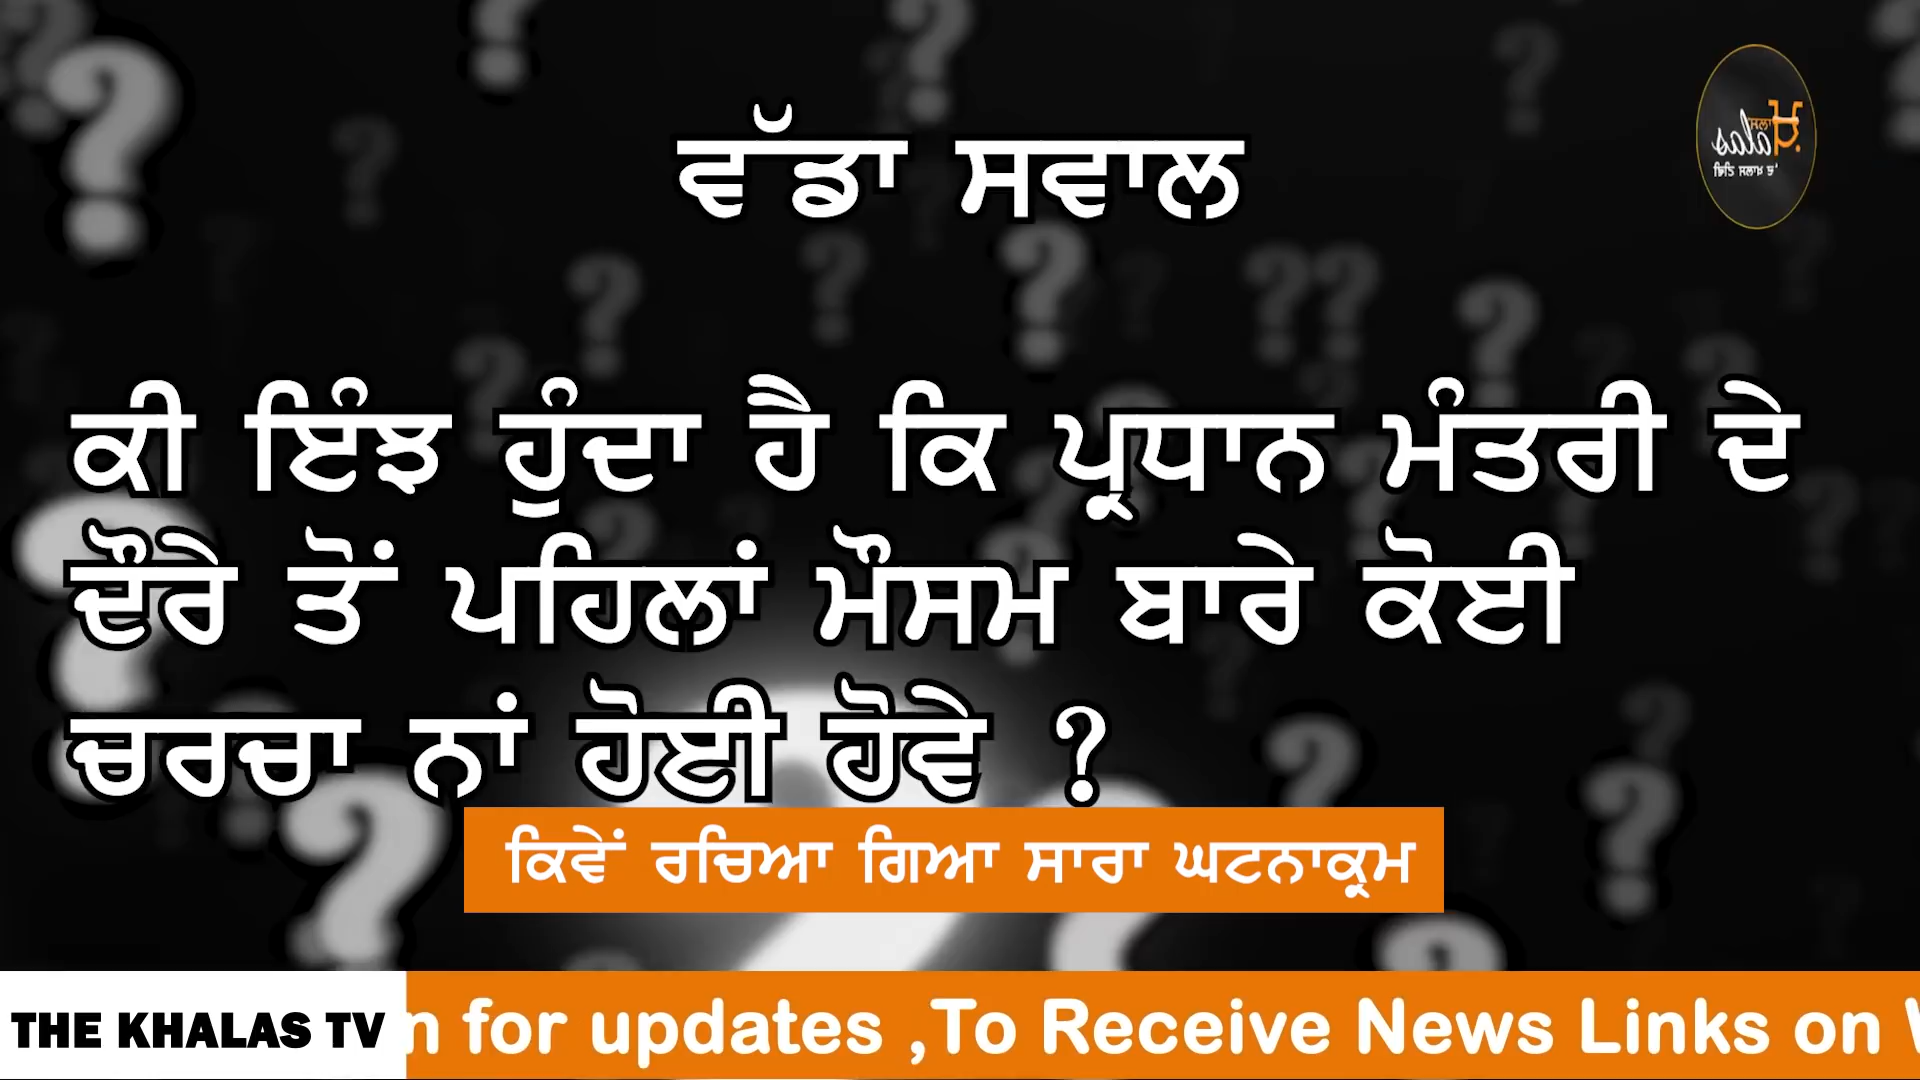 ਵੱਡਾ ਸਵਾਲ
ਕੀ ਇੰਝ ਹੁੰਦਾ ਹੈ ਕਿ ਪ੍ਰਧਾਨ ਮੰਤਰੀ ਦੇ
ਦੌਰੇ ਤੋਂ ਪਹਿਲਾਂ ਮੌਸਮ ਬਾਰੇ ਕੋਈ
ਚਰਚਾ ਨਾਂ ਹੋਈ ਹੋਵੇ ?
ਕਿਵੇਂ ਰਚਿਆ ਗਿਆ ਸਾਰਾ ਘਟਨਾਕ੍ਰਮ
THE KHALAS TV
for updates ,To Receive News Links on